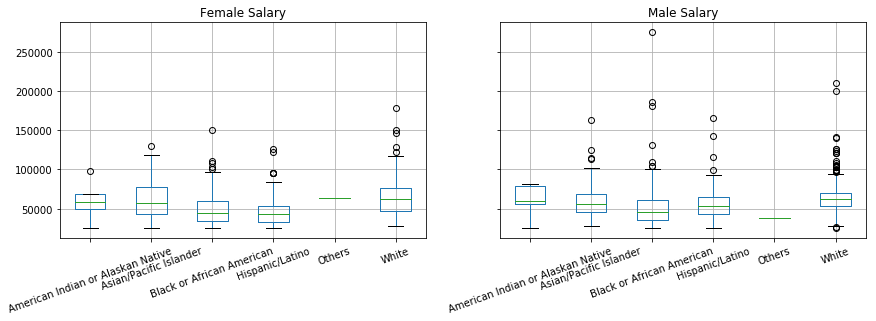 Female Salary
Male Salary
250000
200000
150000
100000
50000
American Indian or Alaskan Native
Asian/Pacific Islander
Black or African American
Hispanic/Latino
Others
White
American Indian or Alaskan Native
Asian/Pacific Islander
Black or African American
Hispanic/Latino
Others
White